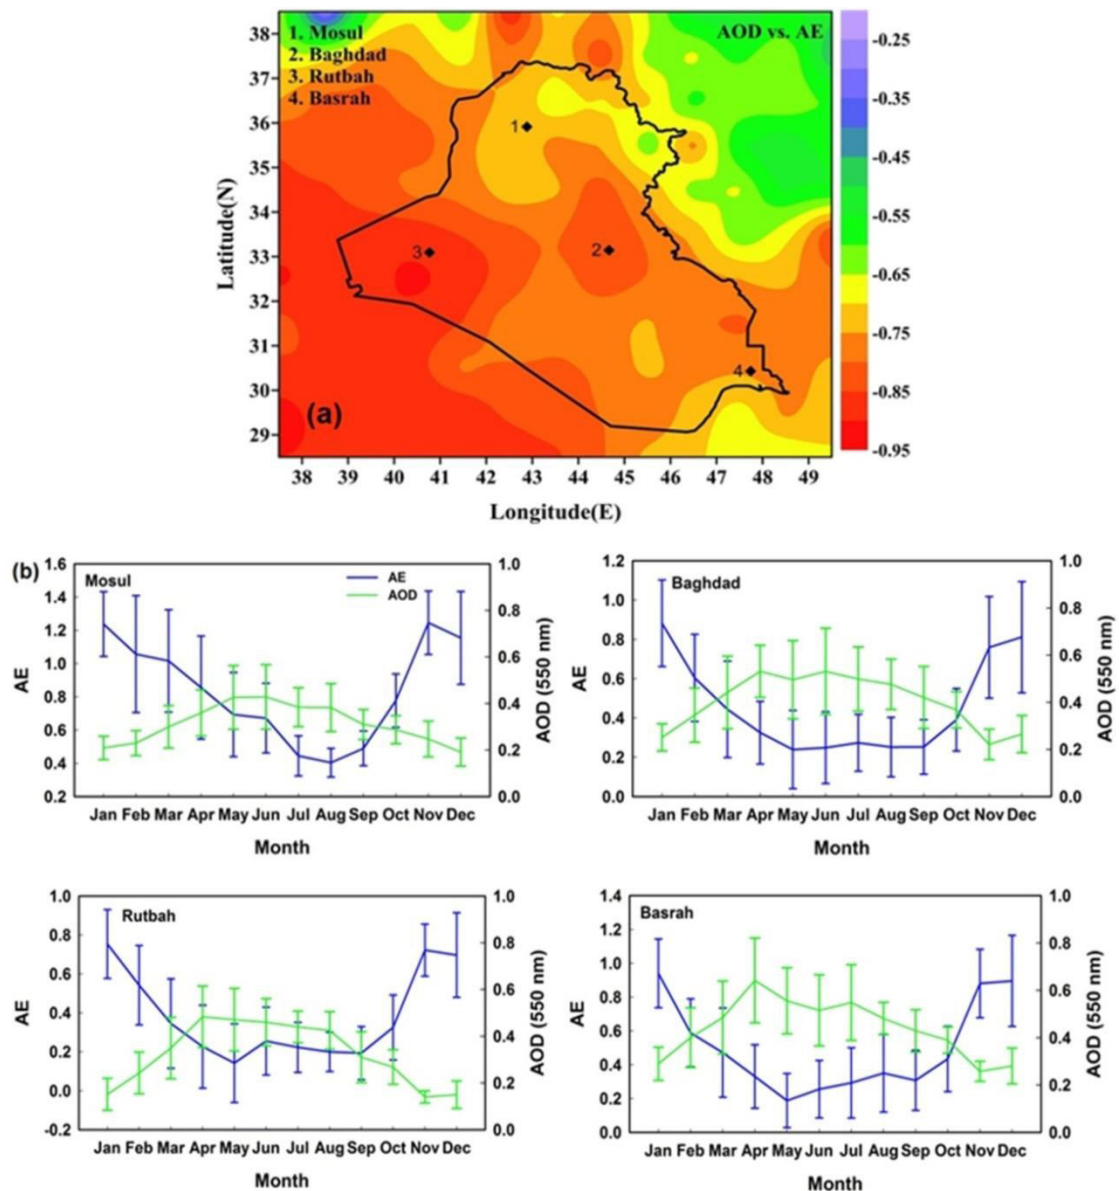 1. Mosul
2. Baghdad
3. Rutbah
4. Basrah
AOD vs. AE
38
37
36
35
34
33
32
31
30
29
Latitude(N)
1
2
3
4
(a)
38 39 40 41 42 43 44 45 46 47 48 49
Longitude(E)
-0.25
-0.35
-0.45
-0.55
-0.65
-0.75
-0.85
-0.95
(b)
Mosul
AE
AOD
1.6
1.4
1.2
1.0
0.8
0.6
0.4
0.2
AE
1.0
0.8
0.6
0.4
0.2
0.0
AOD (550 nm)
Jan Feb Mar Apr May Jun Jul Aug Sep Oct Nov Dec
Month
Baghdad
1.2
1.0
0.8
0.6
0.4
0.2
0.0
AE
1.0
0.8
0.6
0.4
0.2
0.0
AOD (550 nm)
Jan Feb Mar Apr May Jun Jul Aug Sep Oct Nov Dec
Month
Rutbah
1.0
0.8
0.6
0.4
0.2
0.0
-0.2
AE
1.0
0.8
0.6
0.4
0.2
0.0
AOD (550 nm)
Jan Feb Mar Apr May Jun Jul Aug Sep Oct Nov Dec
Month
Basrah
1.4
1.2
1.0
0.8
0.6
0.4
0.2
0.0
AE
1.0
0.8
0.6
0.4
0.2
0.0
AOD (550 nm)
Jan Feb Mar Apr May Jun Jul Aug Sep Oct Nov Dec
Month